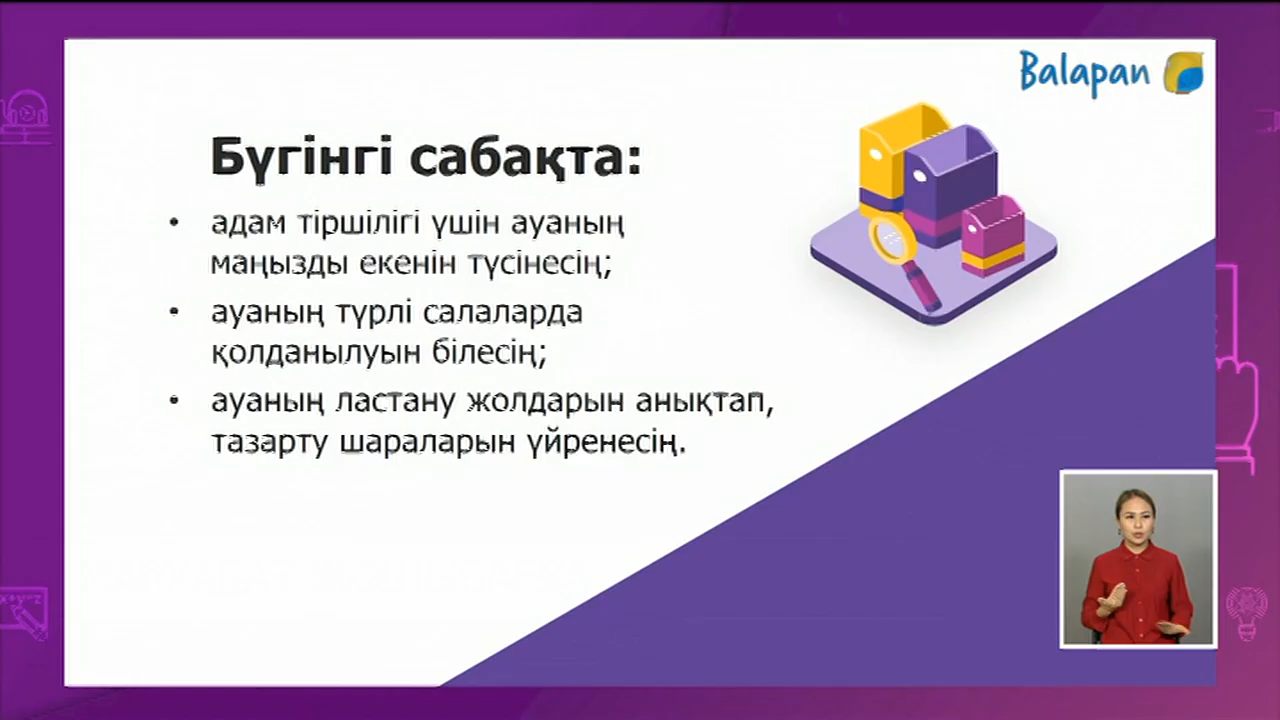 Balapan
Бүгінгі сабақта:
• адам тіршілігі үшін ауаның
маңызды екенін түсінесің;
• ауаның түрлі салаларда
қолданылуын білесің;
• ауаның ластану жолдарын анықтап,
тазарту шараларын үйренесің.